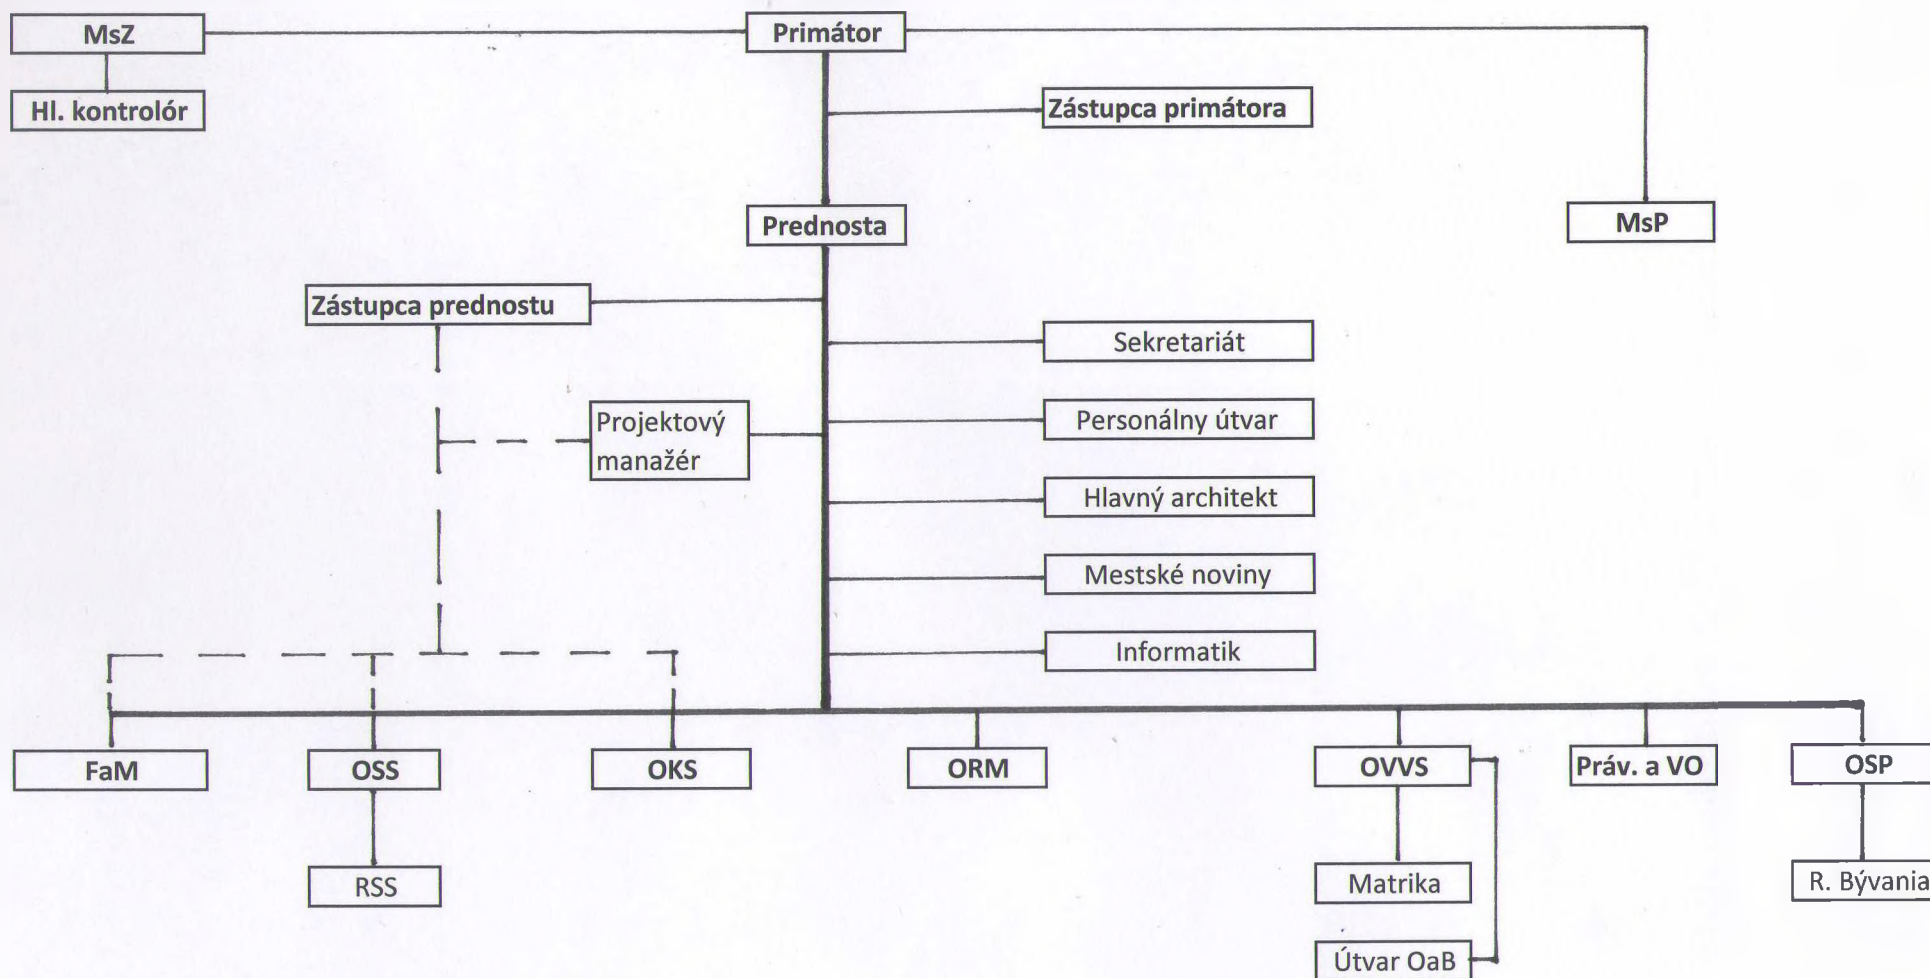 MsZ
Primátor
Hl. kontrolór
Zástupca primátora
Prednosta
MsP
Zástupca prednostu
Sekretariát
Projektový
manažér
Personálny útvar
Hlavný architekt
Mestské noviny
Informatik
FaM
OSS
OKS
ORM
OVVS
Práv. a VO
OSP
RSS
Matrika
R. Bývania
Útvar OaB